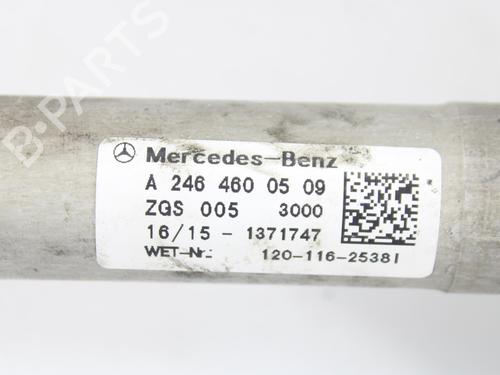 B-PARTS
Mercedes-Benz
A 246 460 05 09
ZGS 005 3000
16/15 - 1371747
WET-Nr.: 120-116-25381